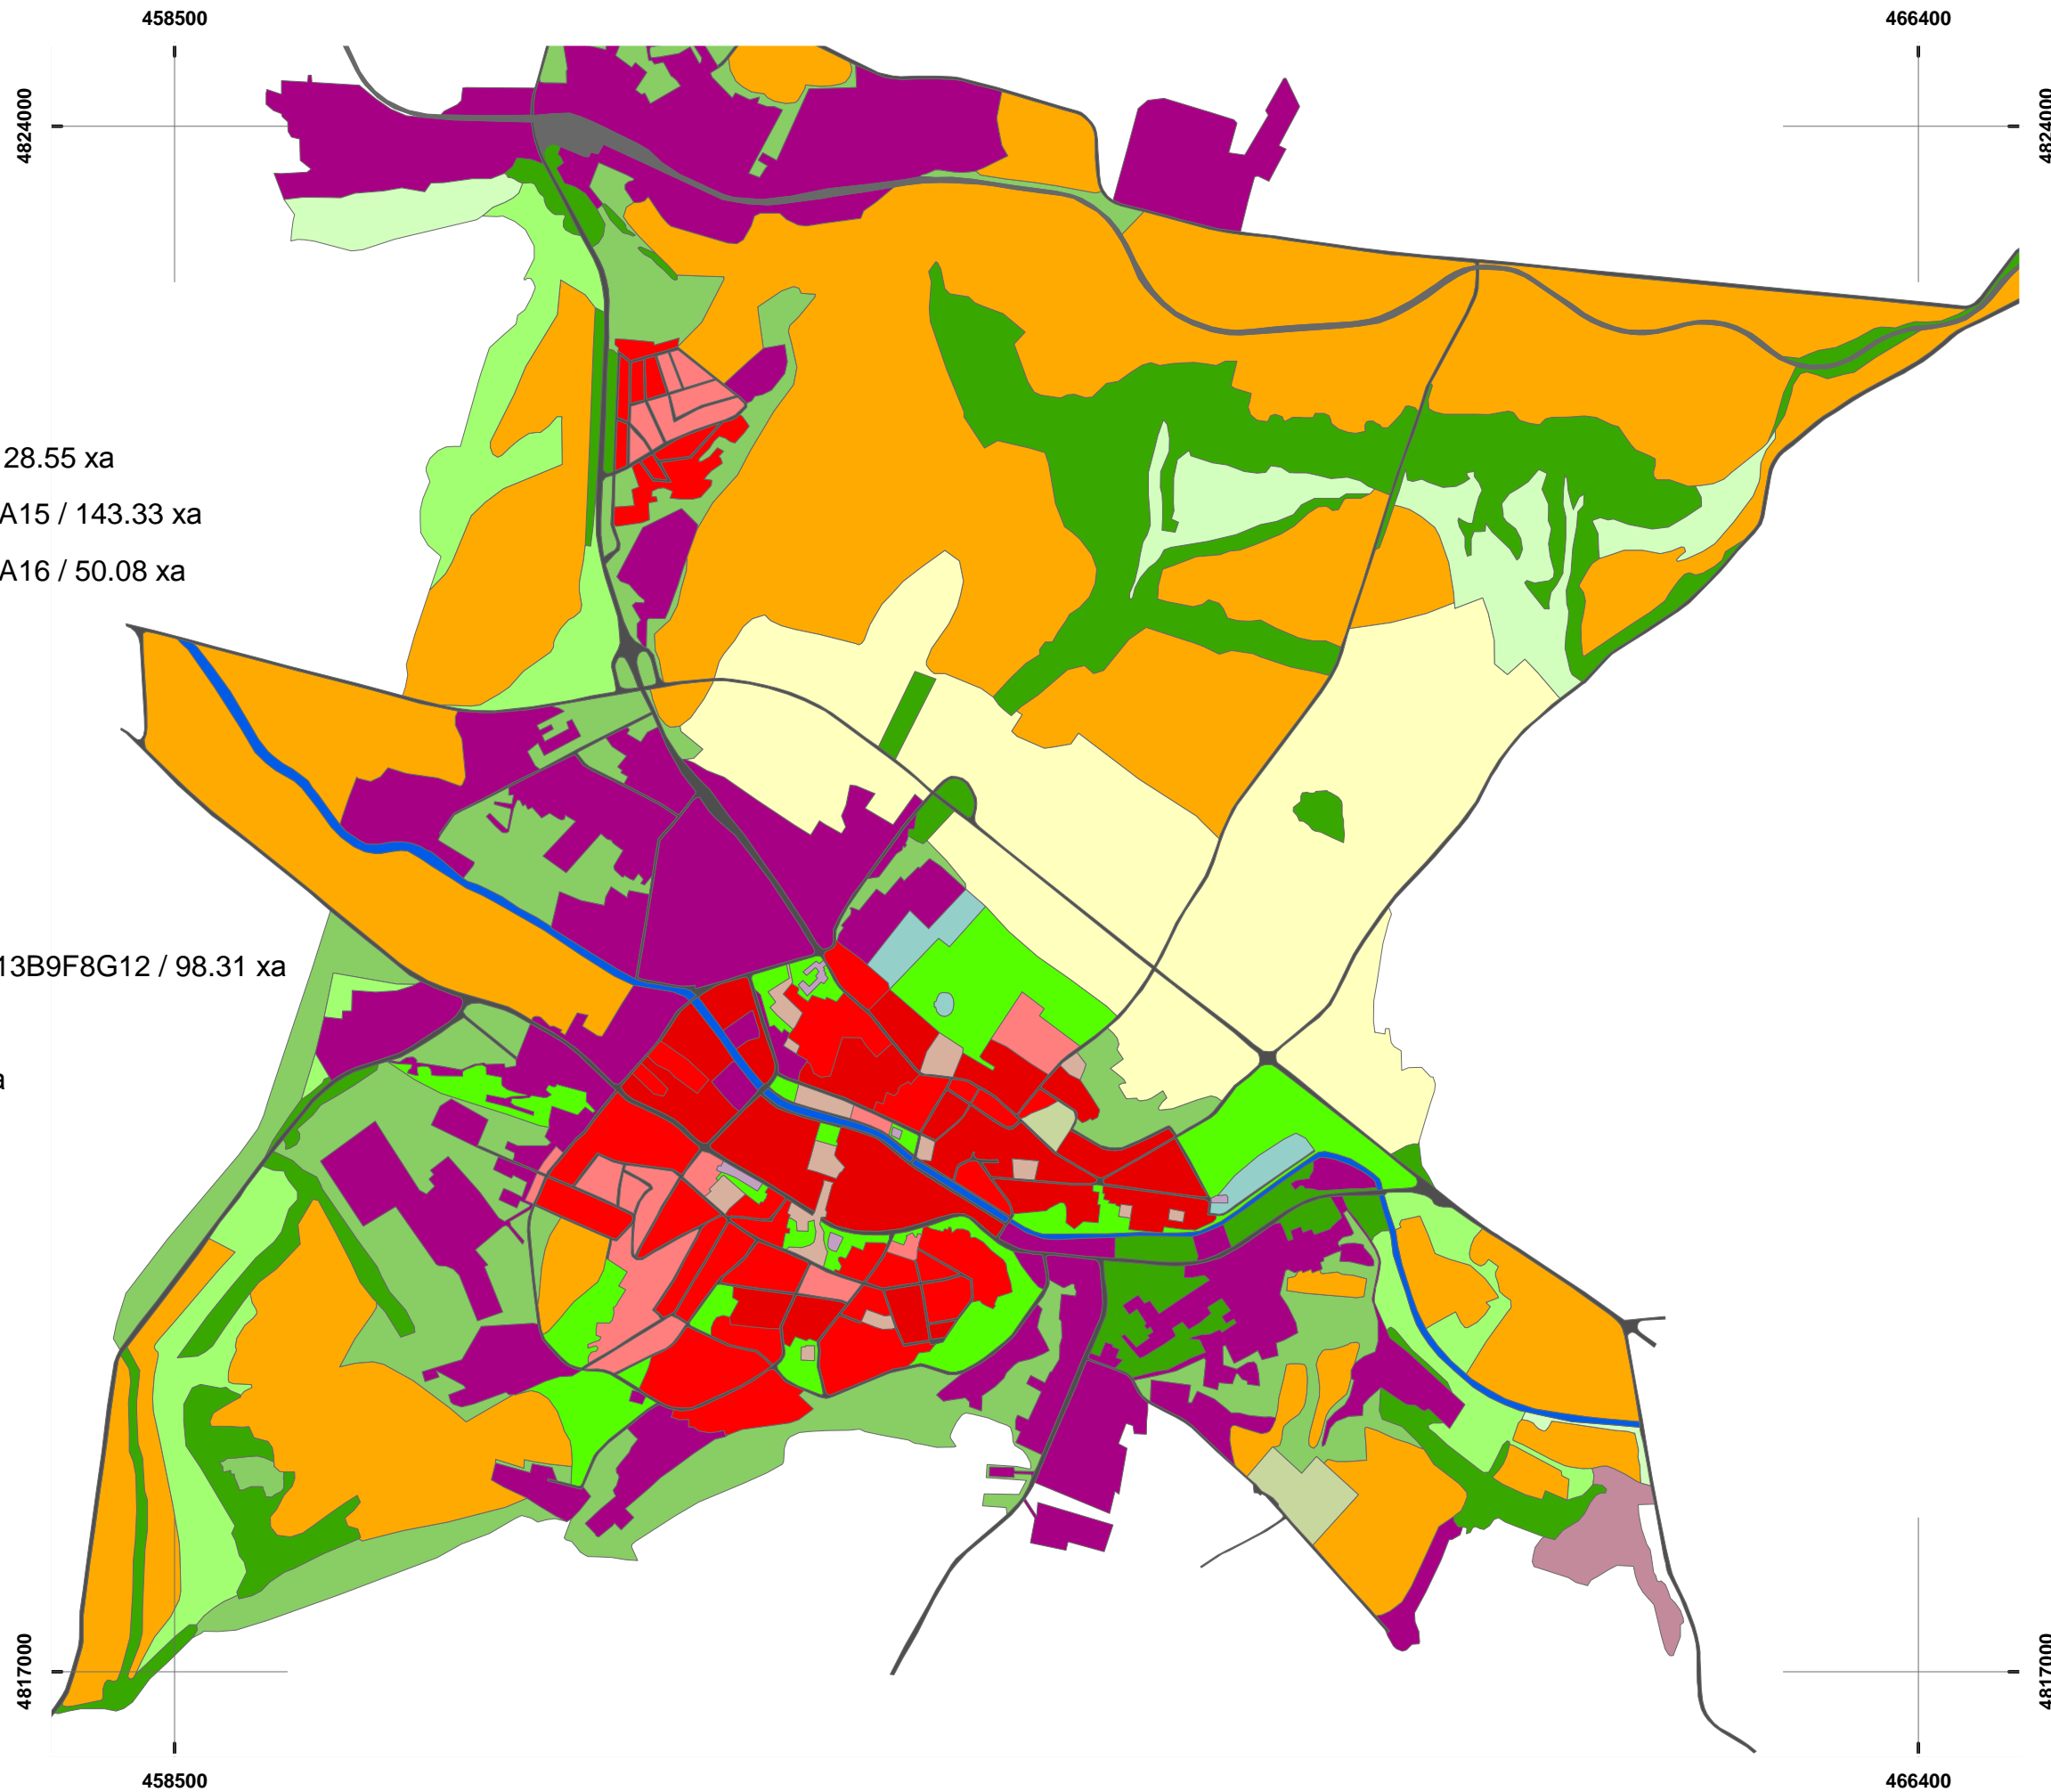 458500 466400
4824000 4824000
28.55 xa
A15 / 143.33 xa
A16 / 50.08 xa
13B9F8G12 / 98.31 xa
a
4817000 4817000
458500 466400